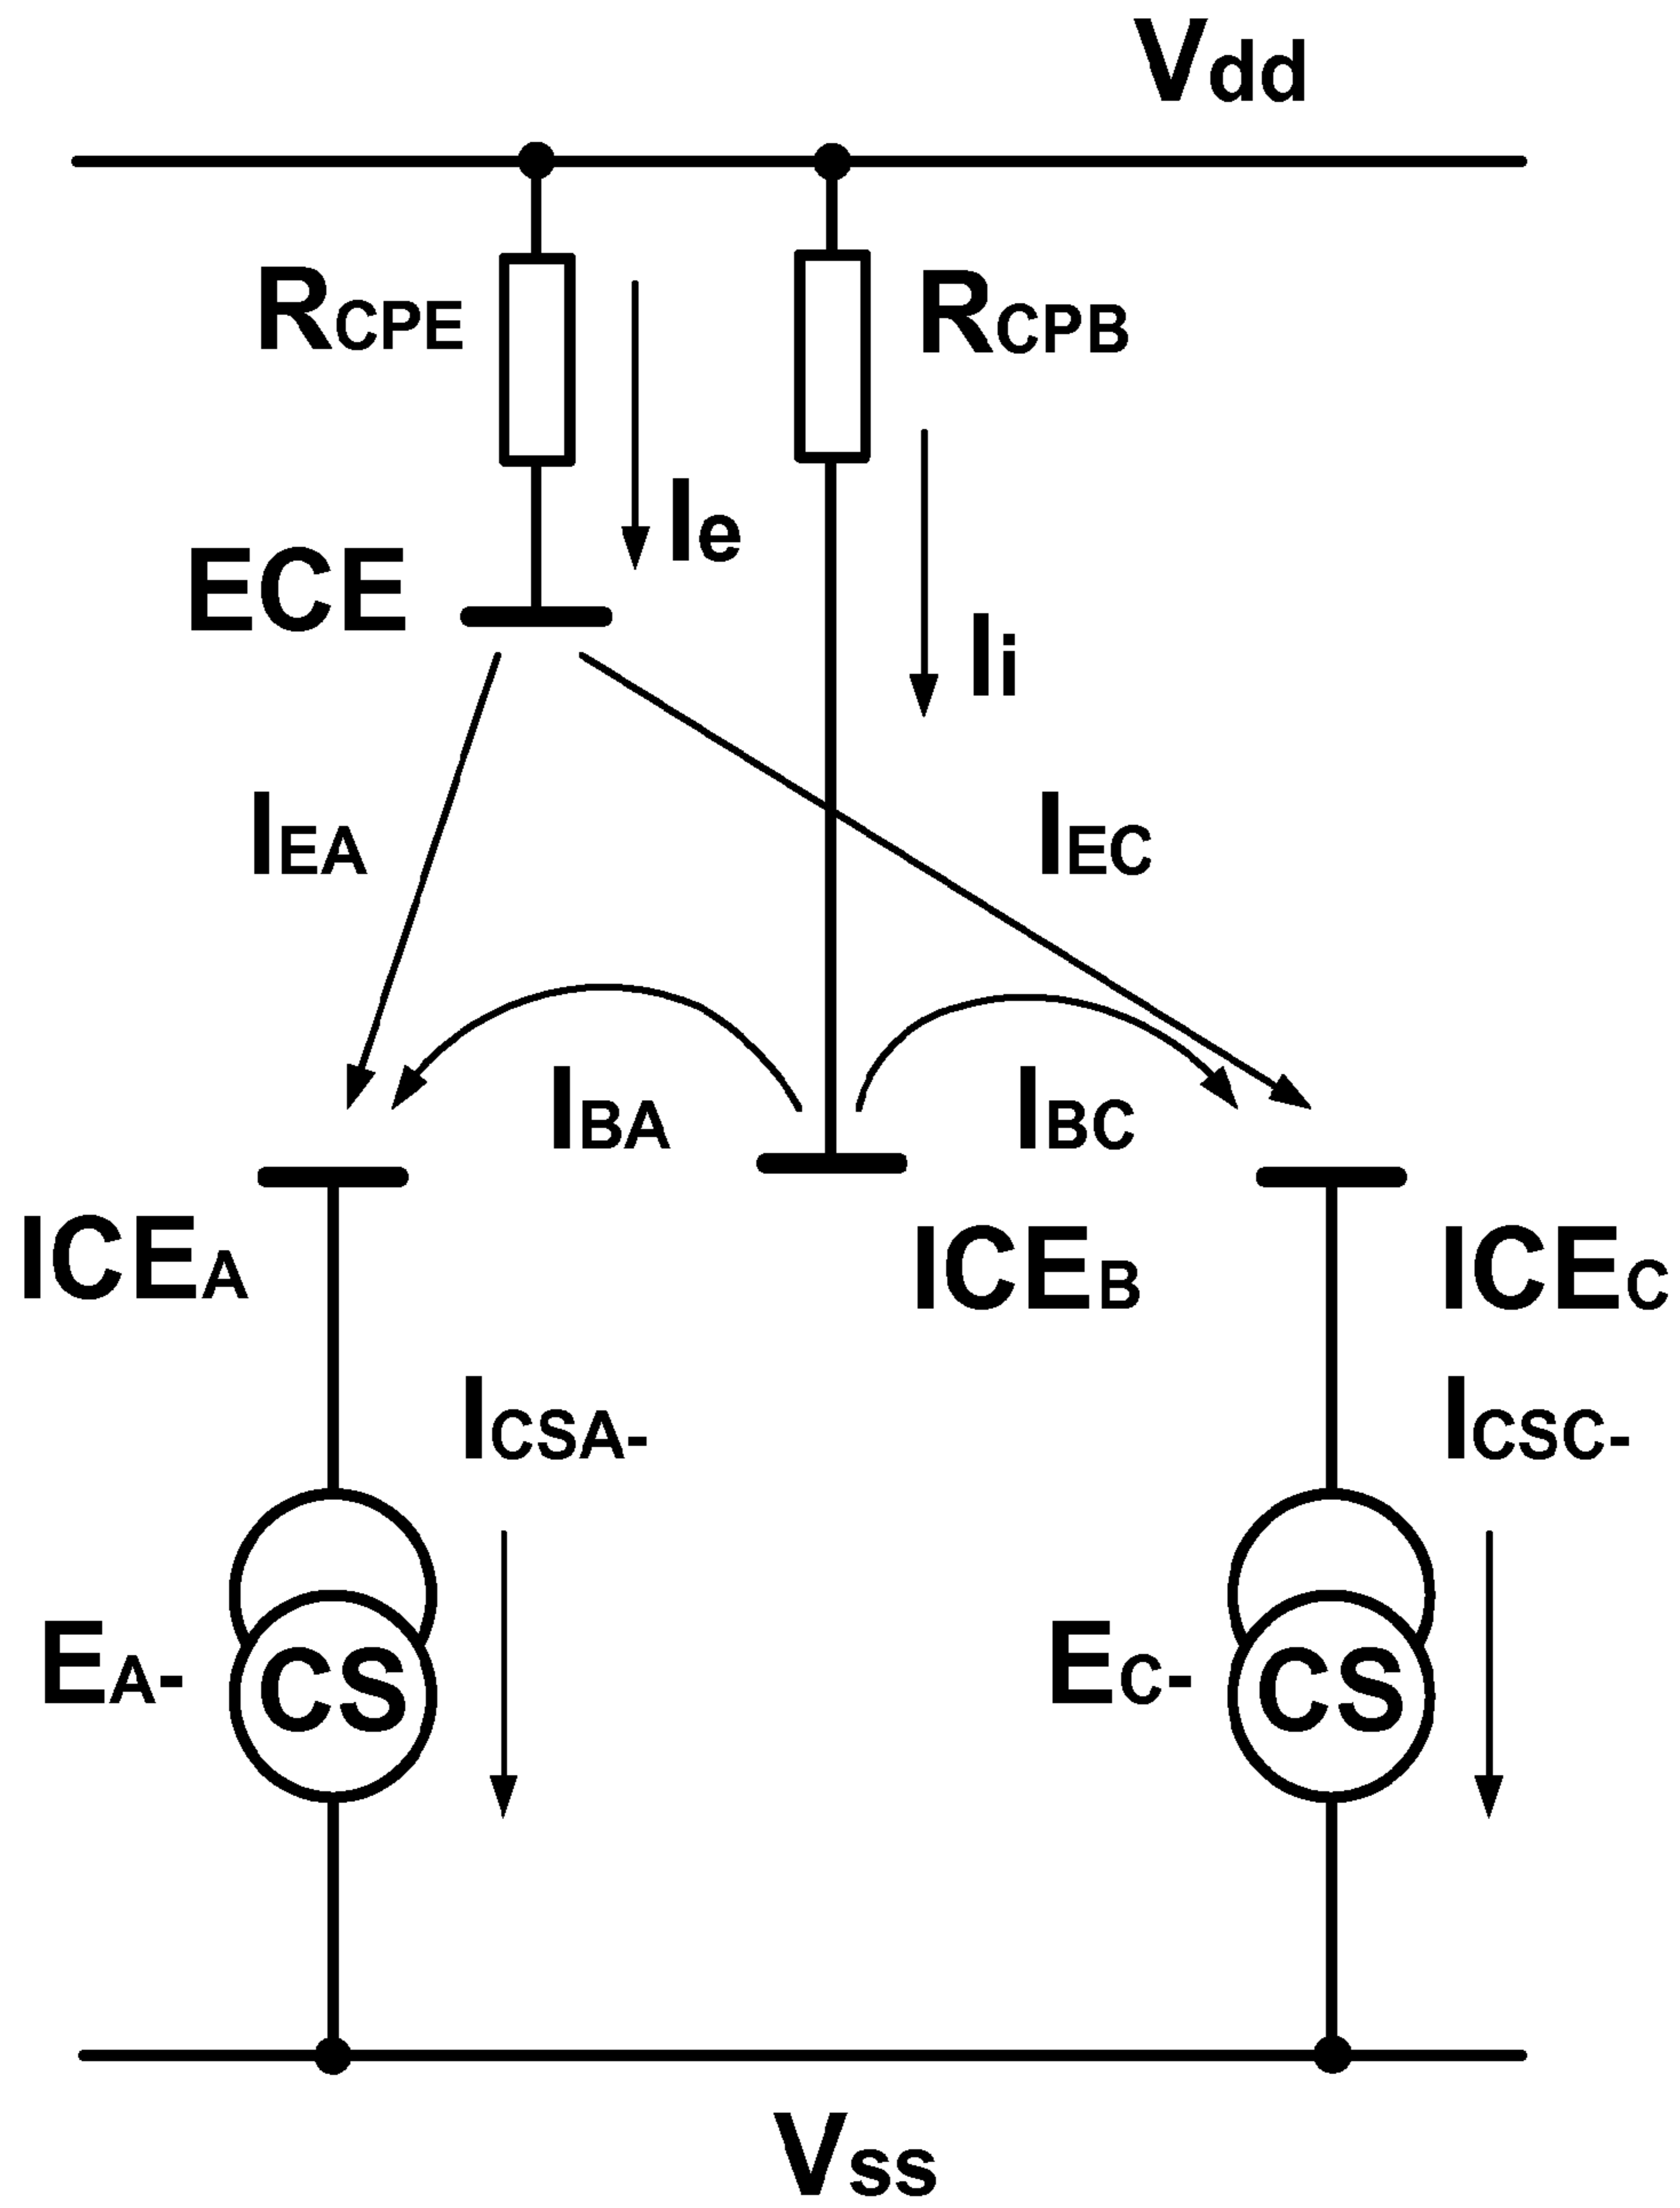 Vdd
RCPE
RCPB
Ie
ECE
Ii
IEA
IEC
IBA
IBC
ICEA
ICEB
ICEC
ICSA-
ICSC-
EA-
CS
EC-
CS
Vss